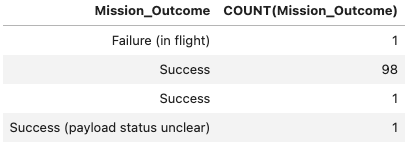 Mission_Outcome COUNT(Mission_Outcome)
Failure (in flight) 1
Success 98
Success 1
Success (payload status unclear) 1